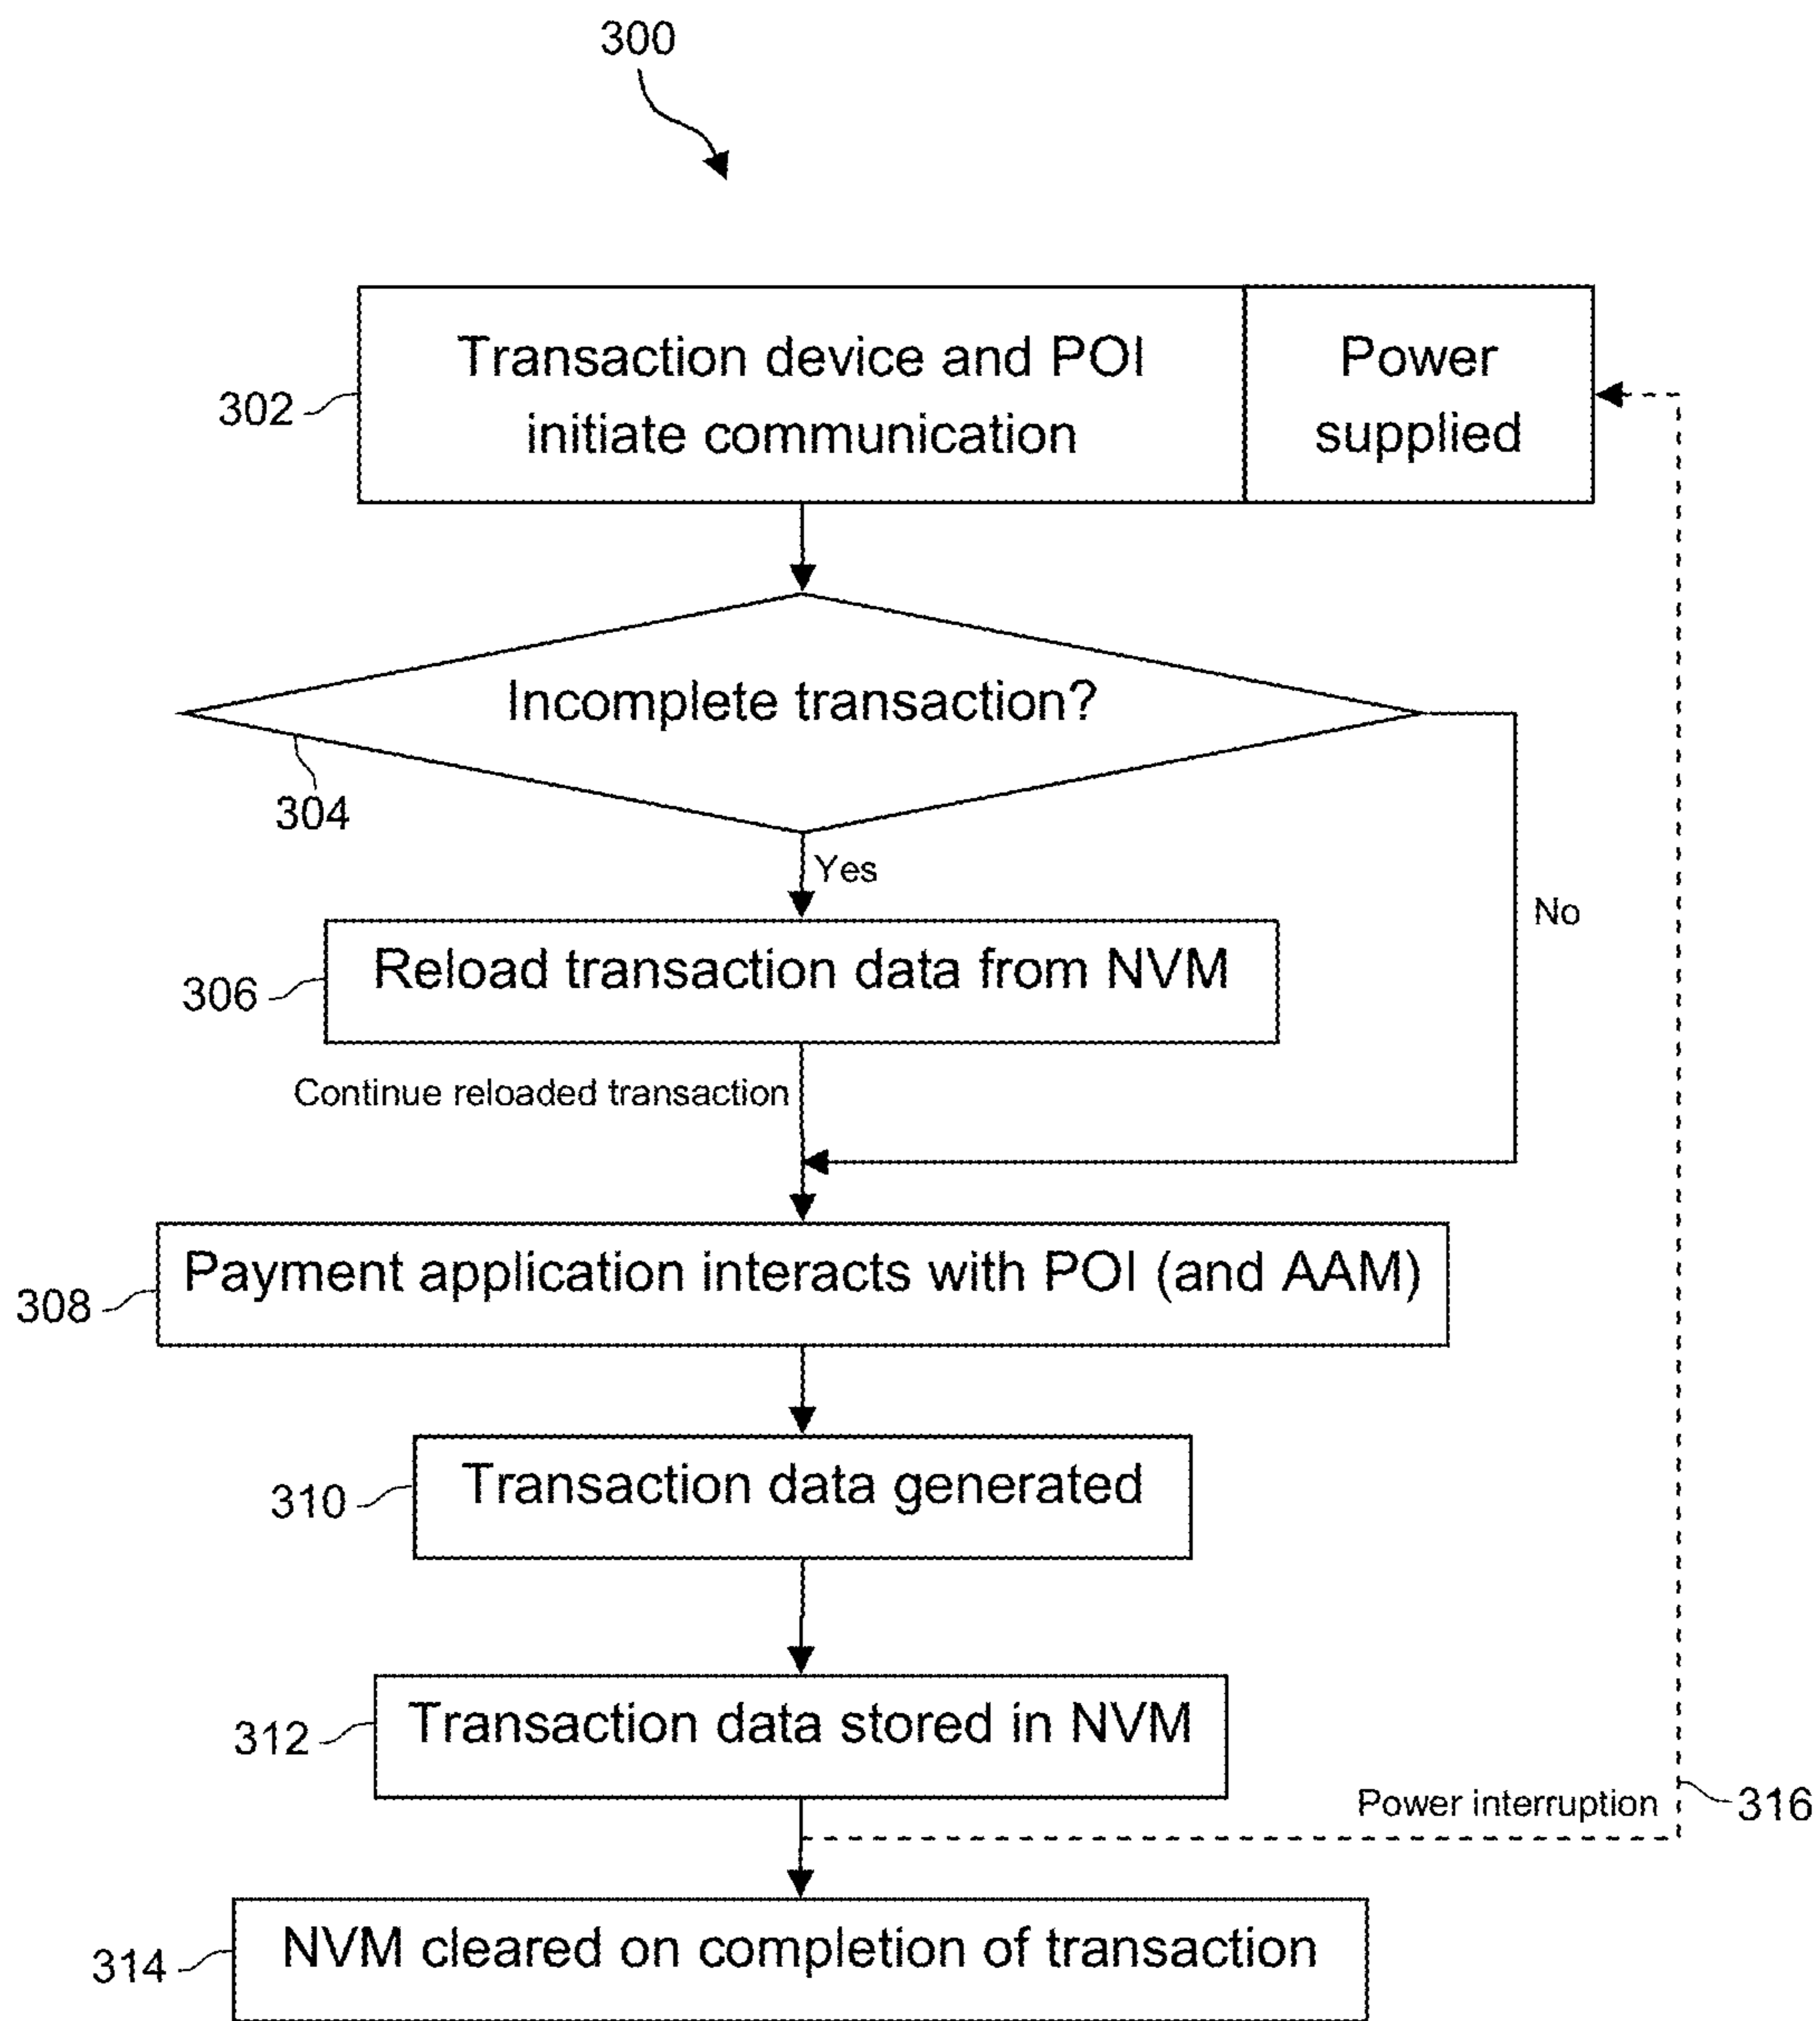 300
Transaction device and POI
initiate communication
Power
supplied
302
Incomplete transaction?
304
Yes
No
Reload transaction data from NVM
306
Continue reloaded transaction
Payment application interacts with POI (and AAM)
308
Transaction data generated
310
Transaction data stored in NVM
312
Power interruption
316
NVM cleared on completion of transaction
314